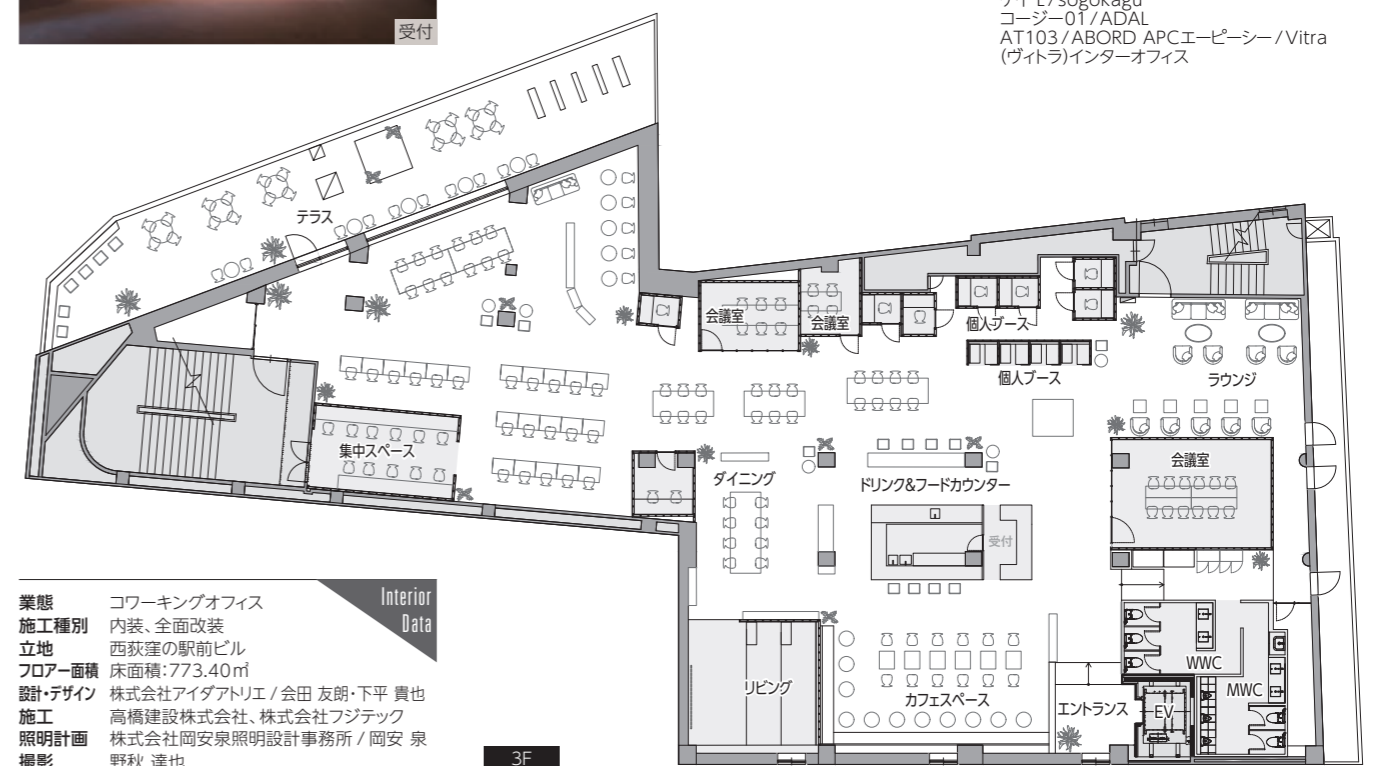 受付
ティ L/sogokagu
コージー01/ADAL
AT103/ABORD APCエーピーシー/Vitra
(ヴィトラ)インターオフィス
テラス
会議室
会議室
個人ブース
個人ブース
ラウンジ
集中スペース
ダイニング
ドリンク&フードカウンター
会議室
受付
リビング
カフェスペース
エントランス
WWC
MWC
EV
3F
Interior
Data
業態 コワーキングオフィス
施工種別 内装、全面改装
立地 西荻窪の駅前ビル
フロアー面積 床面積:773.40㎡
設計・デザイン 株式会社アイダアトリエ / 会田 友朗・下平 貴也
施工 高橋建設株式会社、株式会社フジテック
照明計画 株式会社岡安泉照明設計事務所 / 岡安 泉
撮影 野秋 達也